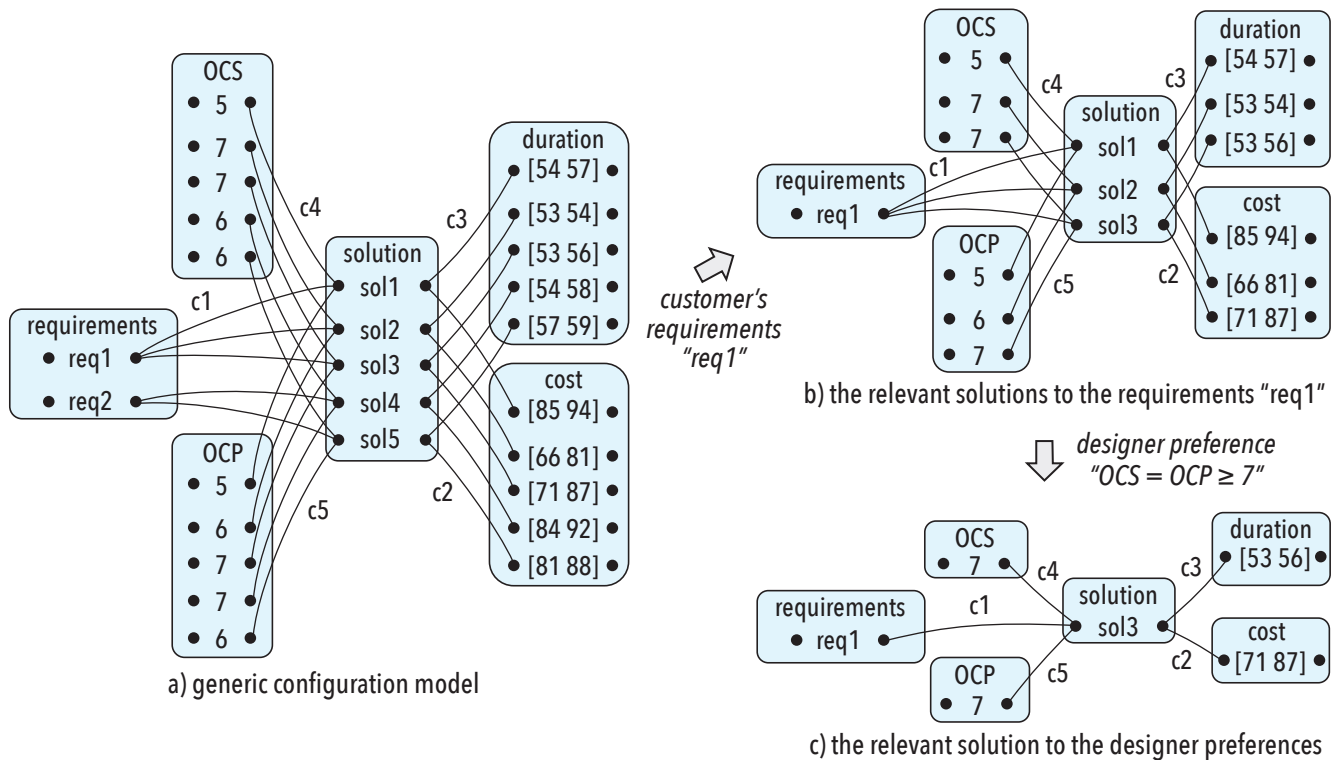 OCS
5
7
7
6
6
c4
c1
requirements
req1
req2
OCP
5
6
7
7
6
c5
solution
sol1
sol2
sol3
sol4
sol5
c3
c2
duration
[54 57]
[53 54]
[53 56]
[54 58]
[57 59]
cost
[85 94]
[66 81]
[71 87]
[84 92]
[81 88]
a) generic configuration model
customer's
requirements
"req1"
OCS
5
7
7
c4
c1
requirements
req1
OCP
5
6
7
c5
solution
sol1
sol2
sol3
c3
c2
duration
[54 57]
[53 54]
[53 56]
cost
[85 94]
[66 81]
[71 87]
b) the relevant solutions to the requirements "req1"
designer preference
"OCS = OCP ≥ 7"
OCS
7
c4
c1
requirements
req1
OCP
7
c5
solution
sol3
c3
c2
duration
[53 56]
cost
[71 87]
c) the relevant solution to the designer preferences